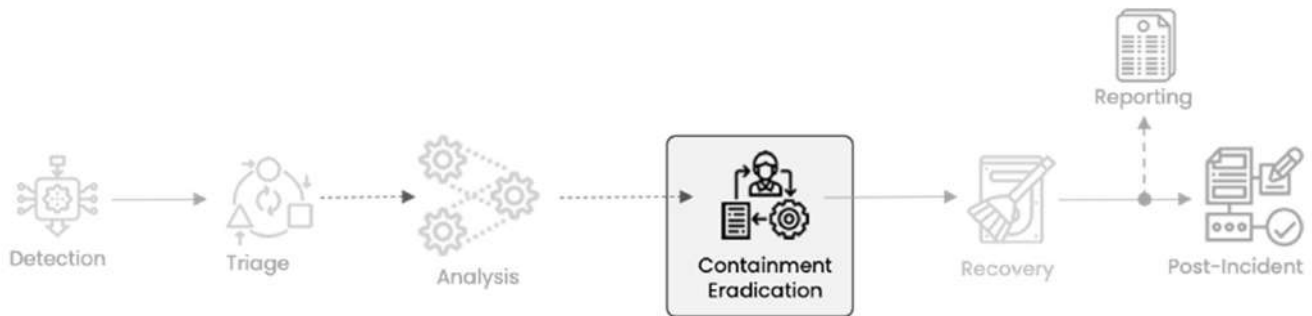 Detection
Triage
Analysis
Containment
Eradication
Recovery
Reporting
Post-Incident